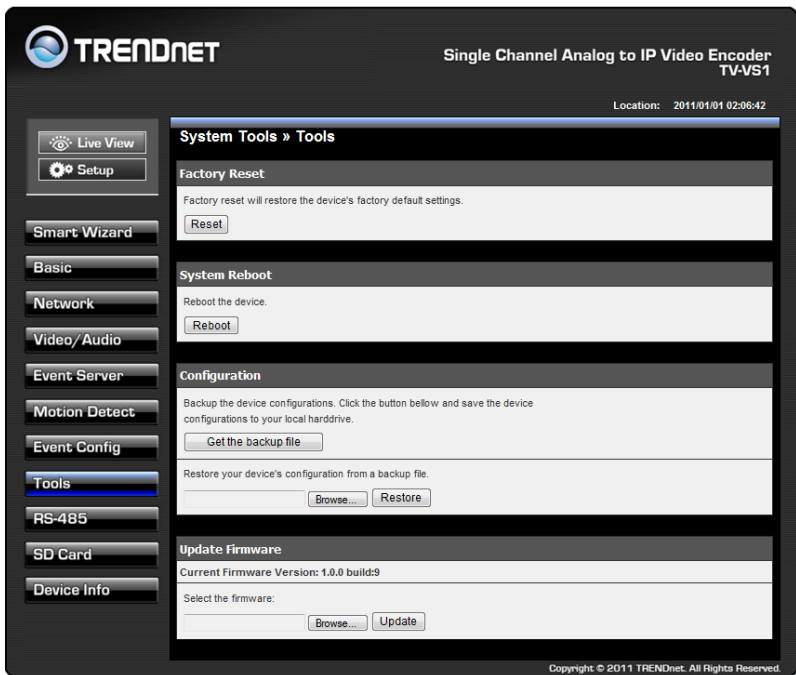 TRENDNET
Single Channel Analog to IP Video Encoder
TV-VS1
Location: 2011/01/01 02:06:42
Live View
Setup
Smart Wizard
Basic
Network
Video/Audio
Event Server
Motion Detect
Event Config
Tools
RS-485
SD Card
Device Info
System Tools » Tools
Factory Reset
Factory reset will restore the device's factory default settings.
Reset
System Reboot
Reboot the device.
Reboot
Configuration
Backup the device configurations. Click the button bellow and save the device
configurations to your local harddrive.
Get the backup file
Restore your device's configuration from a backup file.
Browse... Restore
Update Firmware
Current Firmware Version: 1.0.0 build:9
Select the firmware:
Browse... Update
Copyright © 2011 TRENDnet. All Rights Reserved.